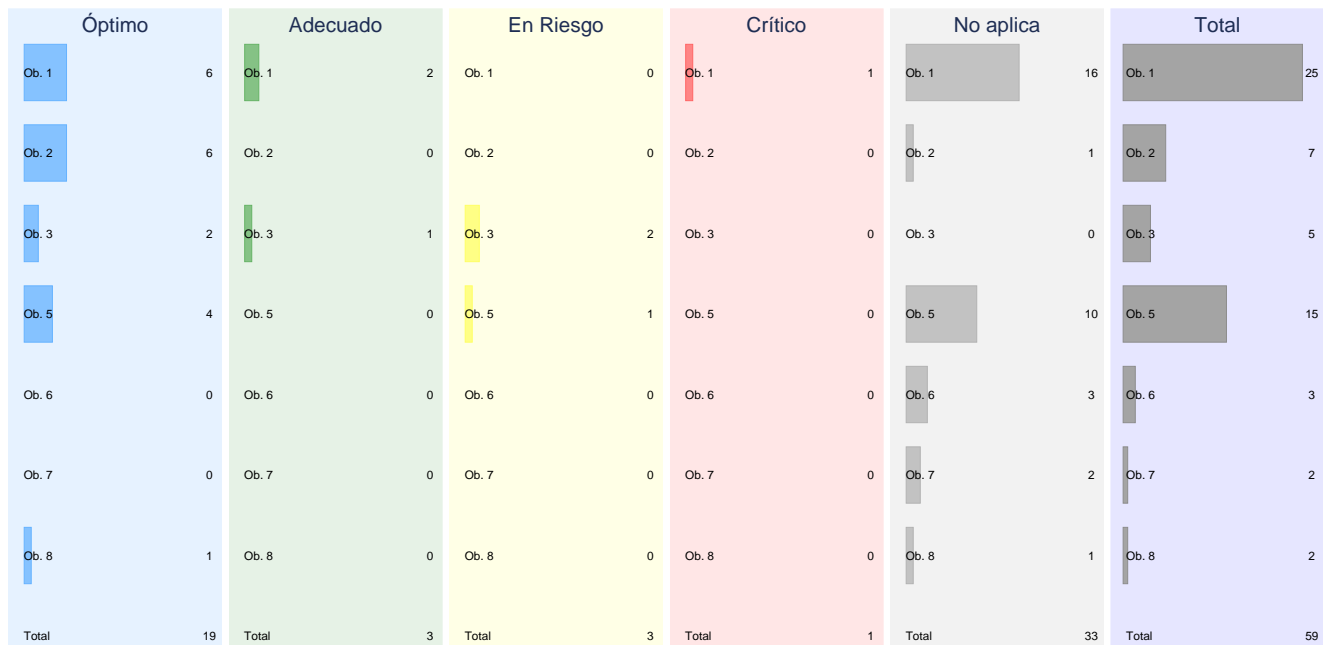 Óptimo Adecuado En Riesgo Crítico No aplica Total
Ob. 1 6 Ob. 1 2 Ob. 1 0 Ob. 1 1 Ob. 1 16 Ob. 1 25
Ob. 2 6 Ob. 2 0 Ob. 2 0 Ob. 2 0 Ob. 2 1 Ob. 2 7
Ob. 3 2 Ob. 3 1 Ob. 3 2 Ob. 3 0 Ob. 3 0 Ob. 3 5
Ob. 5 4 Ob. 5 0 Ob. 5 1 Ob. 5 0 Ob. 5 10 Ob. 5 15
Ob. 6 0 Ob. 6 0 Ob. 6 0 Ob. 6 0 Ob. 6 3 Ob. 6 3
Ob. 7 0 Ob. 7 0 Ob. 7 0 Ob. 7 0 Ob. 7 2 Ob. 7 2
Ob. 8 1 Ob. 8 0 Ob. 8 0 Ob. 8 0 Ob. 8 1 Ob. 8 2
Total 19 Total 3 Total 3 Total 1 Total 33 Total 59